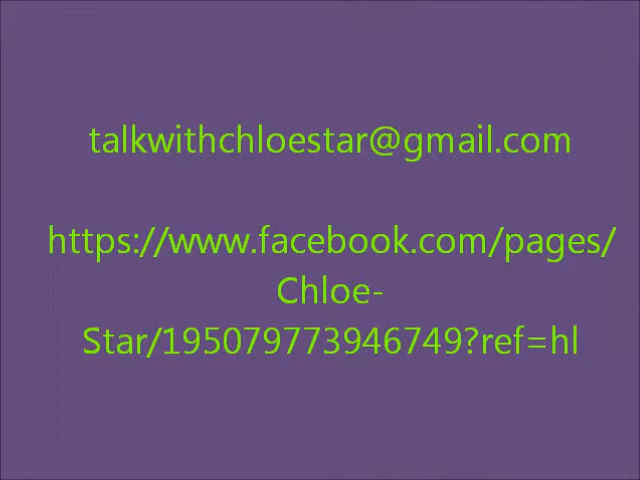 talkwithchloestar@gmail.com
https://www.facebook.com/pages/
Chloe-
Star/195079773946749?ref=hl